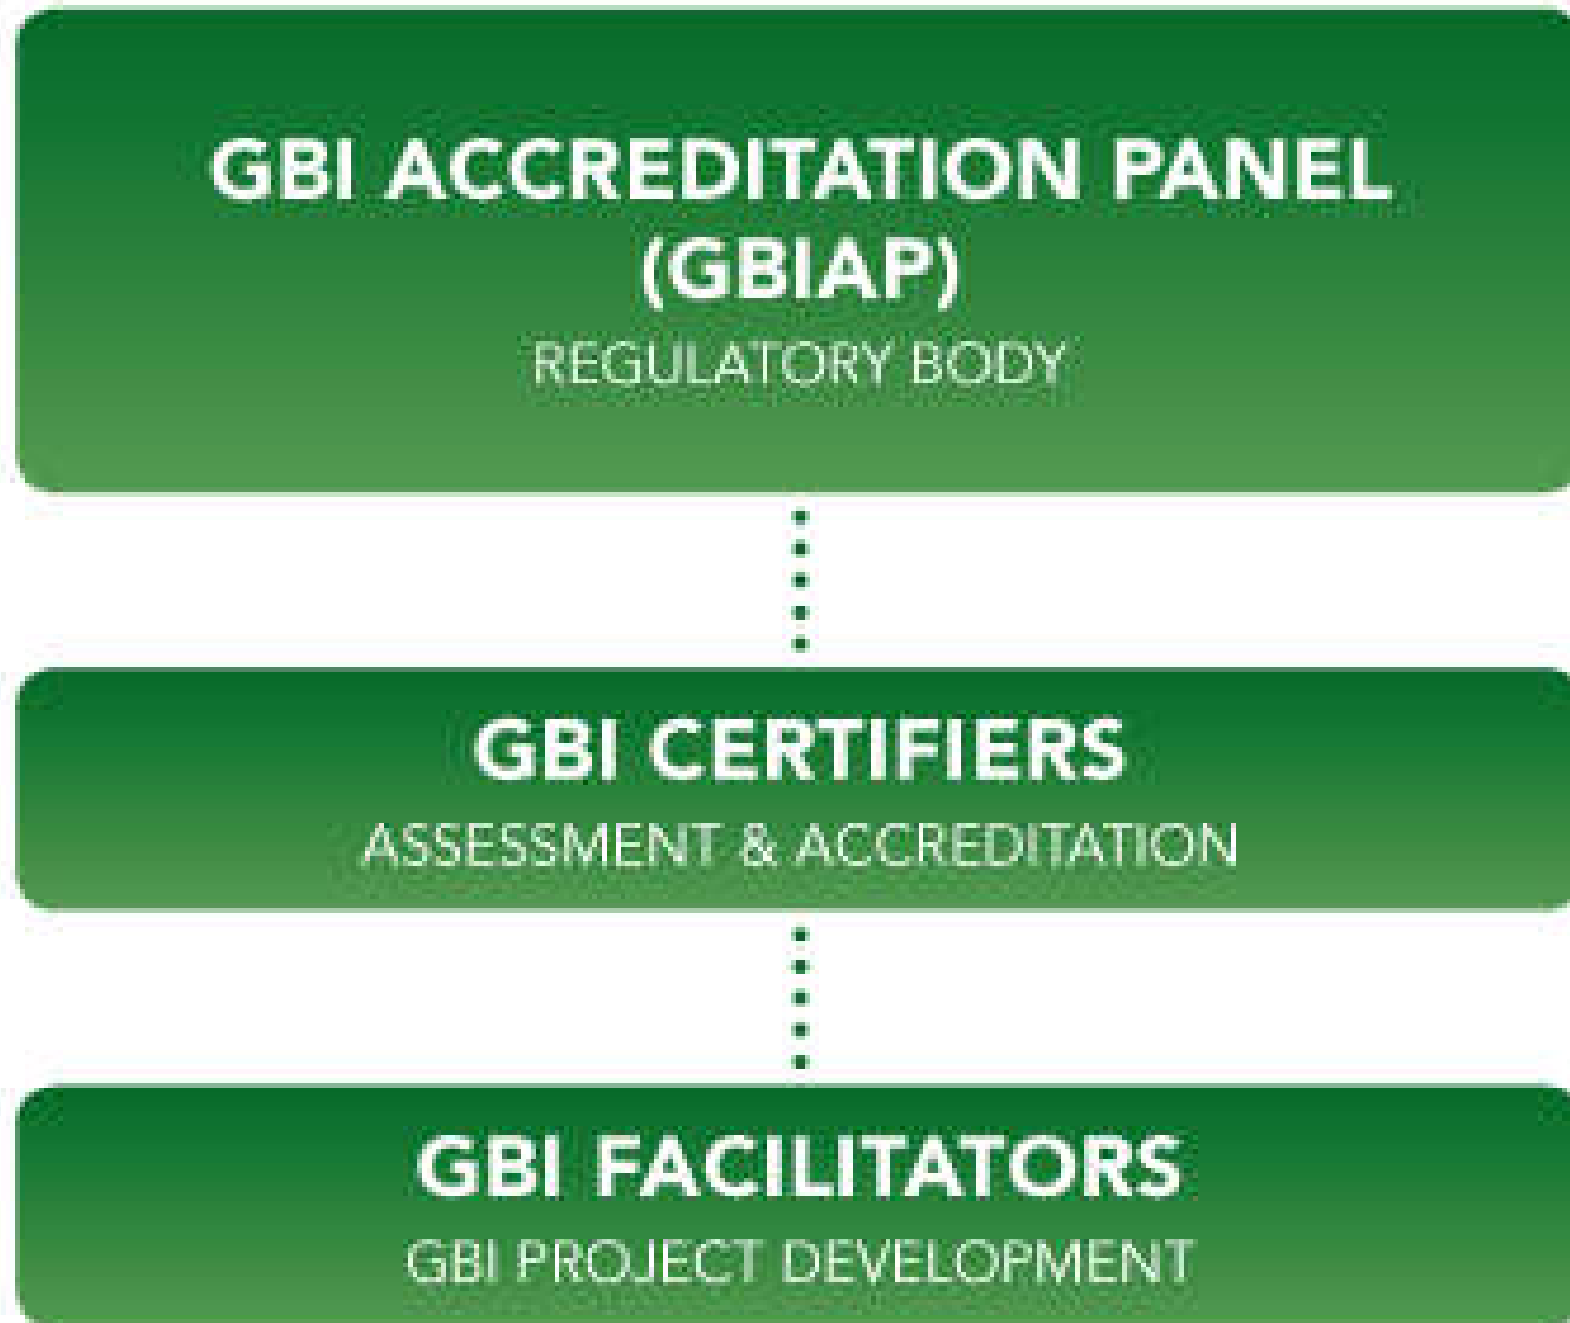 GBI ACCREDITATION PANEL
(GBIAP)
REGULATORY BODY
GBI CERTIFIERS
ASSESSMENT & ACCREDITATION
GBI FACILITATORS
GBI PROJECT DEVELOPMENT